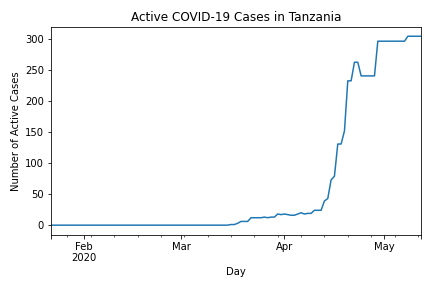 Active COVID-19 Cases in Tanzania
Number of Active Cases
300
250
200
150
100
50
0
Feb Mar Apr May
2020
Day